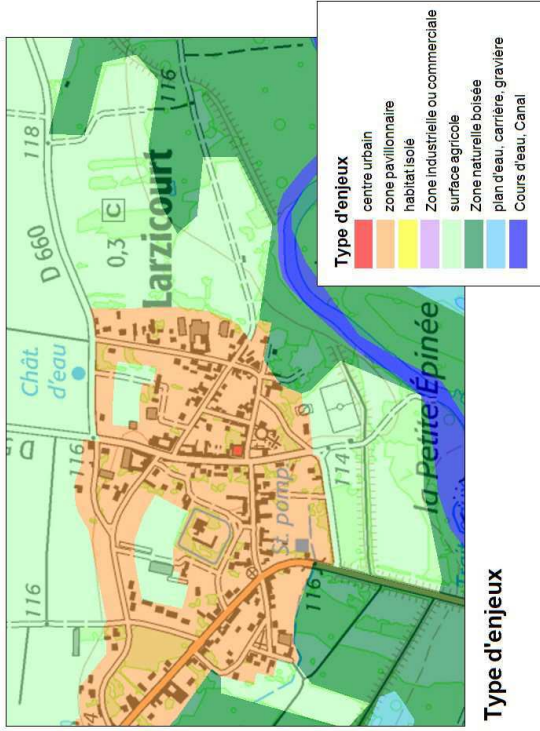 118
116
D 660
0,3
C
Larzicourt
Chât.
d'eau
116
116
114
la Petite Épinée
St. pomp.
116
Type d'enjeux
centre urbain
zone pavillonnaire
habitat isolé
Zone industrielle ou commerciale
surface agricole
Zone naturelle boisée
plan d'eau, carrière, gravière
Cours d'eau, Canal
Type d'enjeux